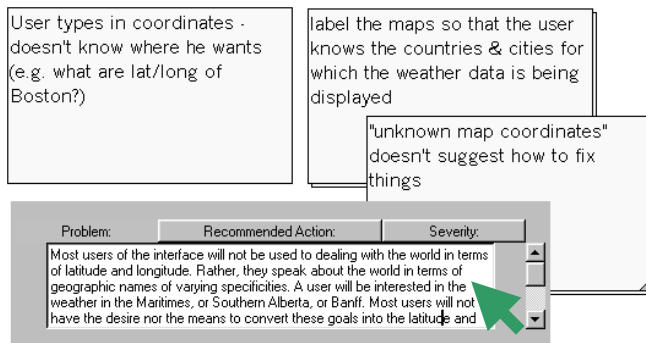 User types in coordinates -
doesn't know where he wants
(e.g. what are lat/long of
Boston?)
label the maps so that the user
knows the countries & cities for
which the weather data is being
displayed
"unknown map coordinates"
doesn't suggest how to fix
things
Problem: Recommended Action: Severity:
Most users of the interface will not be used to dealing with the world in terms
of latitude and longitude. Rather, they speak about the world in terms of
geographic names of varying specificities. A user will be interested in the
weather in the Maritimes, or Southern Alberta, or Banff. Most users will not
have the desire nor the means to convert these goals into the latitude and